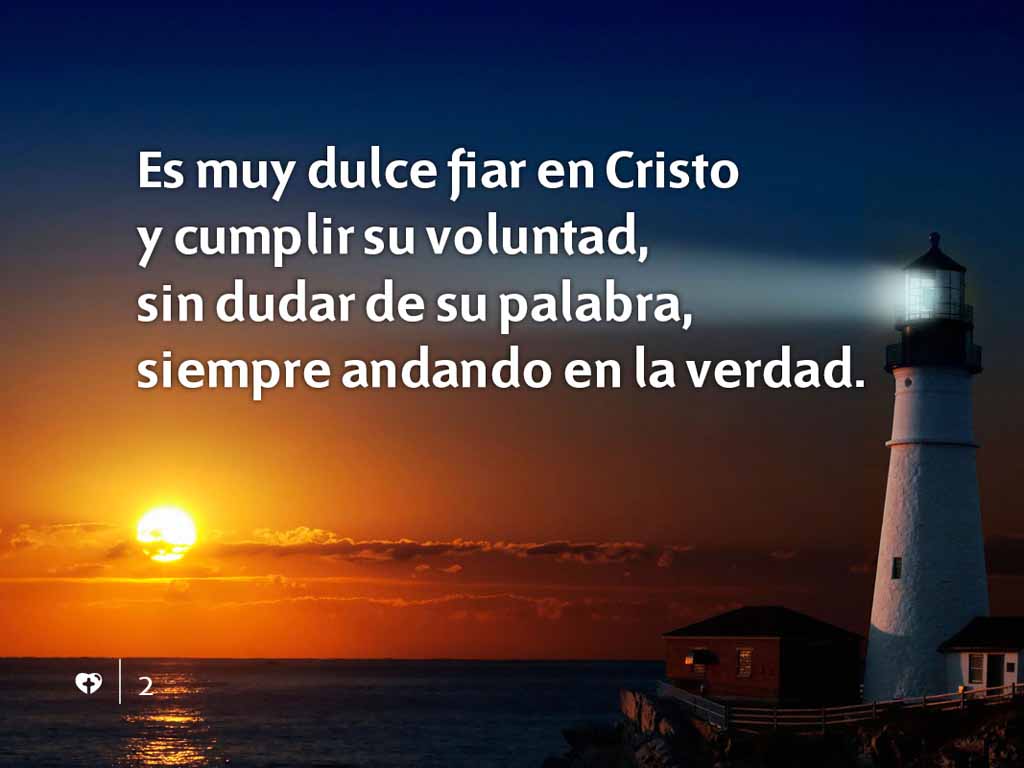 Es muy dulce fiar en Cristo
y cumplir su voluntad,
sin dudar de su palabra,
siempre andando en la verdad.
2